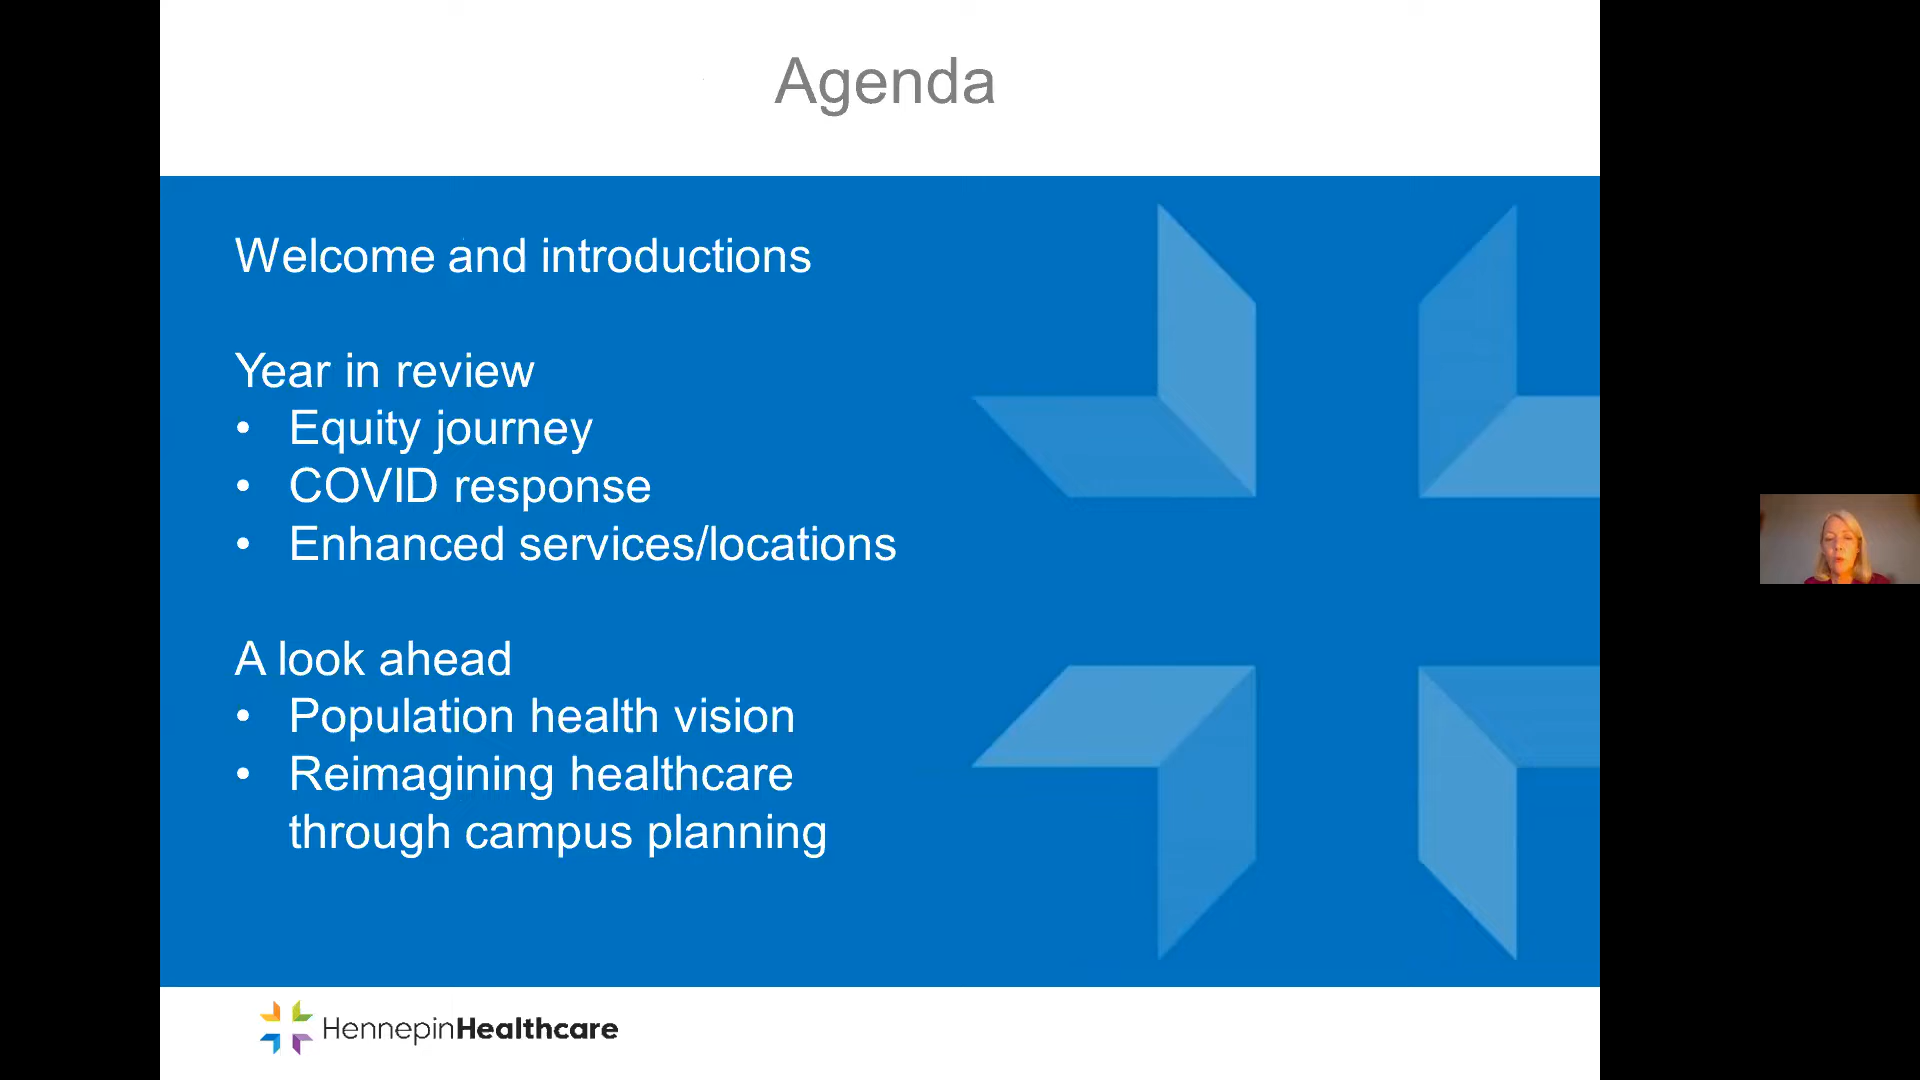 Agenda
Welcome and introductions
Year in review
• Equity journey
• COVID response
• Enhanced services/locations
A look ahead
• Population health vision
• Reimagining healthcare
through campus planning
HennepinHealthcare